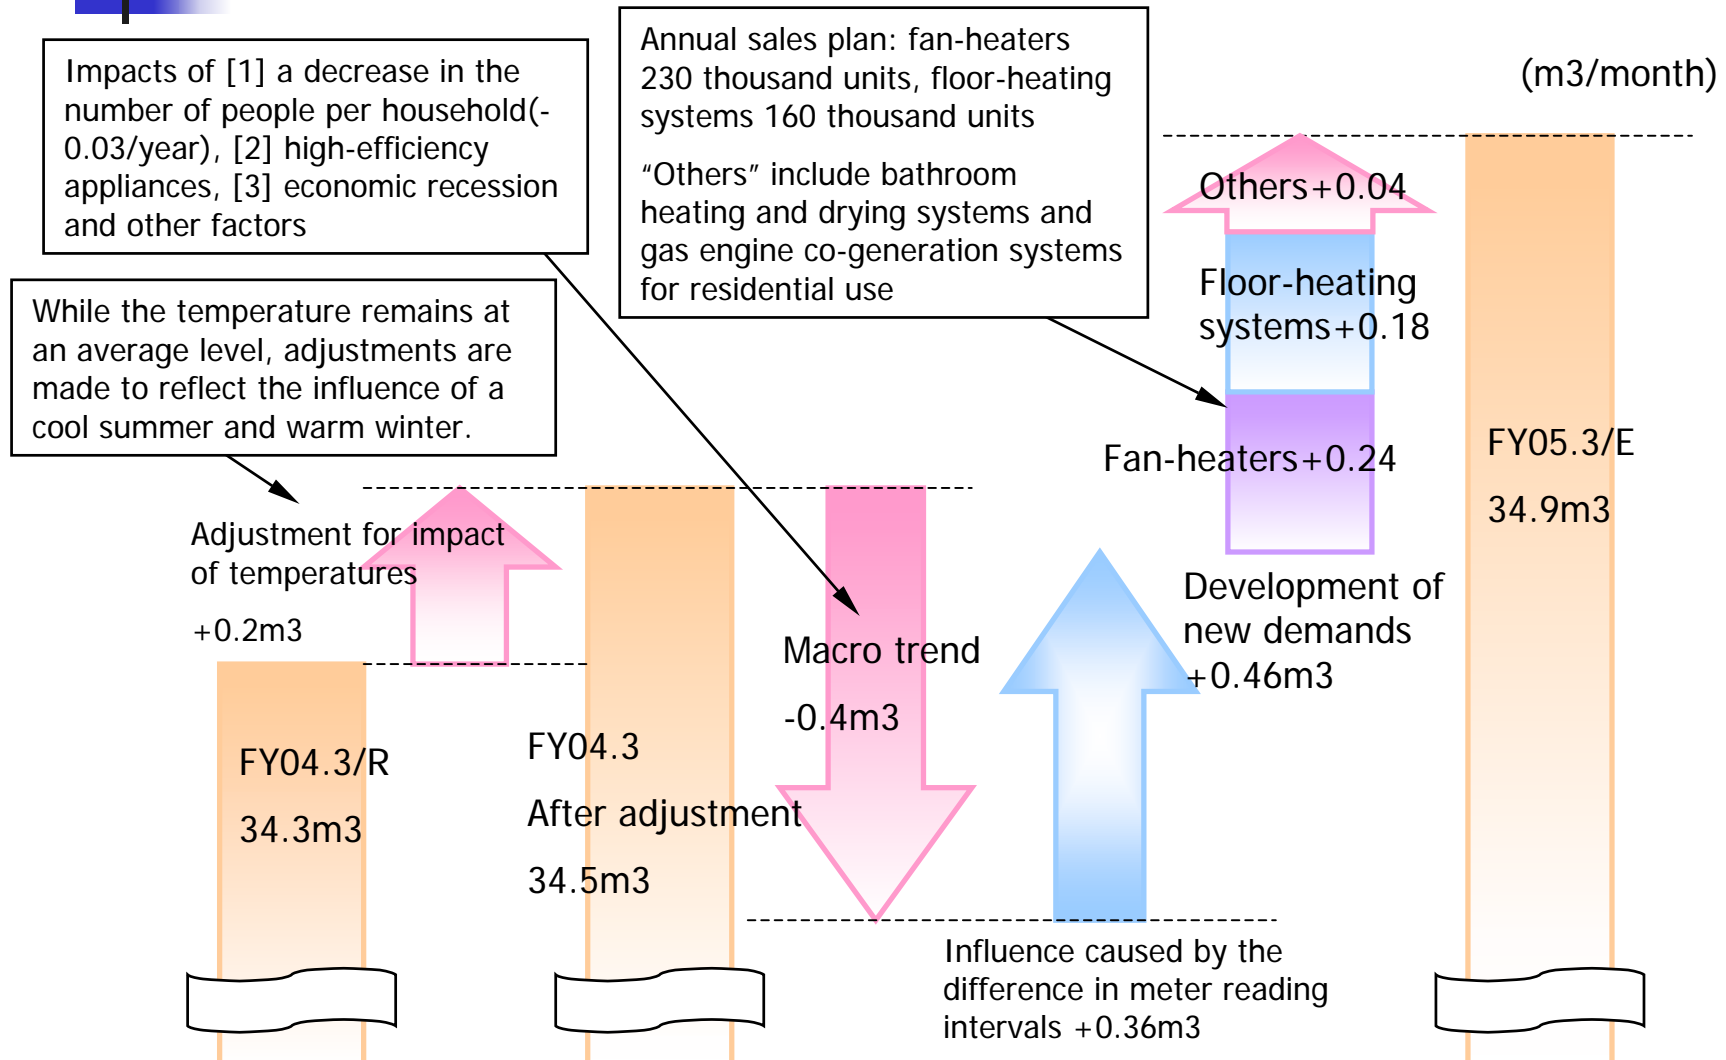 Impacts of [1] a decrease in the
number of people per household(-
0.03/year), [2] high-efficiency
appliances, [3] economic recession
and other factors
Annual sales plan: fan-heaters
230 thousand units, floor-heating
systems 160 thousand units
“Others” include bathroom
heating and drying systems and
gas engine co-generation systems
for residential use
(m3/month)
While the temperature remains at
an average level, adjustments are
made to reflect the influence of a
cool summer and warm winter.
Others+0.04
Floor-heating
systems+0.18
Fan-heaters+0.24
FY05.3/E
34.9m3
Adjustment for impact
of temperatures
+0.2m3
Development of
new demands
+0.46m3
Macro trend
-0.4m3
FY04.3/R
34.3m3
FY04.3
After adjustment
34.5m3
Influence caused by the
difference in meter reading
intervals +0.36m3